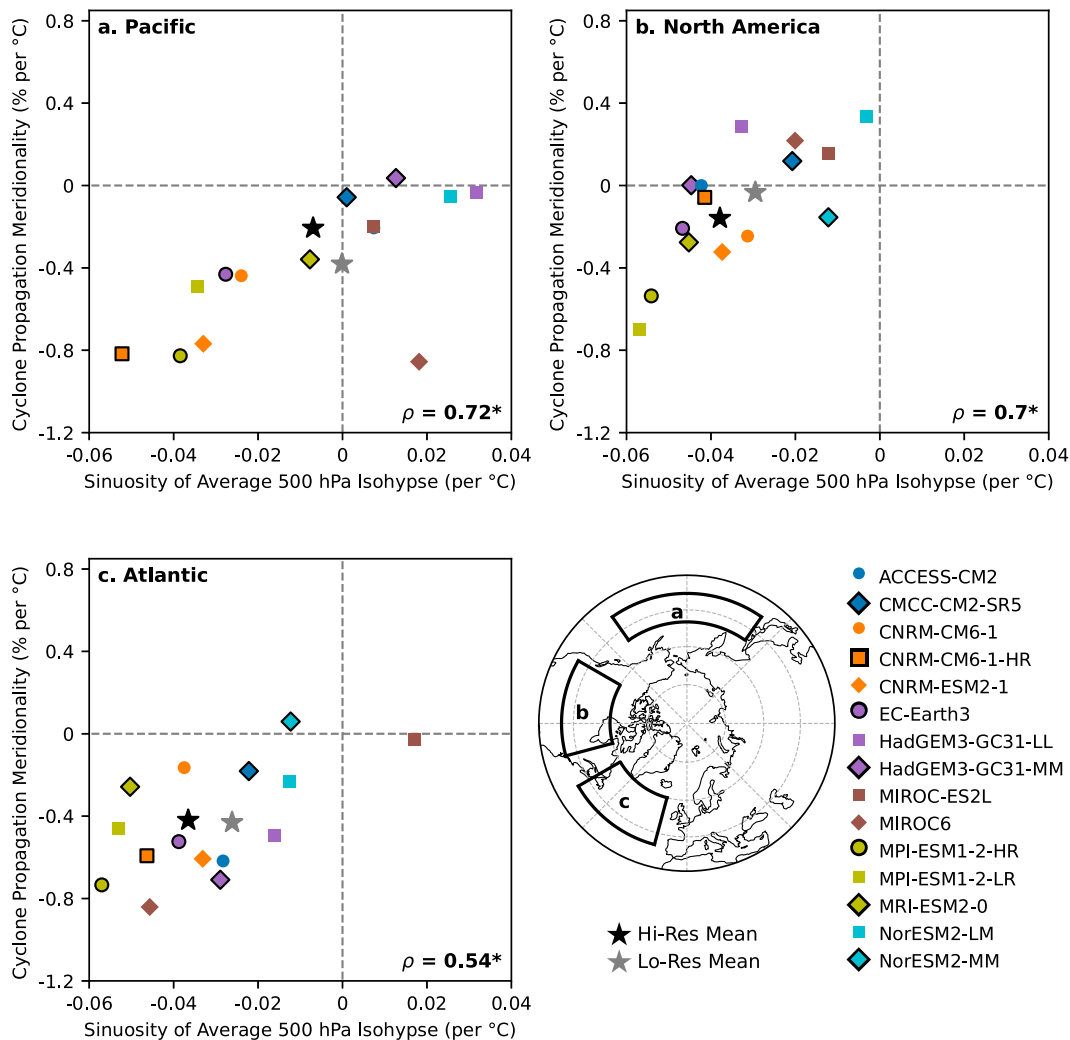 a. Pacific
0.8
0.4
0
-0.4
-0.8
-1.2
Cyclone Propagation Meridionality (% per °C)
ρ = 0.72*
-0.06 -0.04 -0.02 0 0.02 0.04
Sinuosity of Average 500 hPa Isohypse (per °C)
b. North America
0.8
0.4
0
-0.4
-0.8
-1.2
Cyclone Propagation Meridionality (% per °C)
ρ = 0.7*
-0.06 -0.04 -0.02 0 0.02 0.04
Sinuosity of Average 500 hPa Isohypse (per °C)
c. Atlantic
0.8
0.4
0
-0.4
-0.8
-1.2
Cyclone Propagation Meridionality (% per °C)
ρ = 0.54*
-0.06 -0.04 -0.02 0 0.02 0.04
Sinuosity of Average 500 hPa Isohypse (per °C)
a
b
c
Hi-Res Mean
Lo-Res Mean
ACCESS-CM2
CMCC-CM2-SR5
CNRM-CM6-1
CNRM-CM6-1-HR
CNRM-ESM2-1
EC-Earth3
HadGEM3-GC31-LL
HadGEM3-GC31-MM
MIROC-ES2L
MIROC6
MPI-ESM1-2-HR
MPI-ESM1-2-LR
MRI-ESM2-0
NorESM2-LM
NorESM2-MM